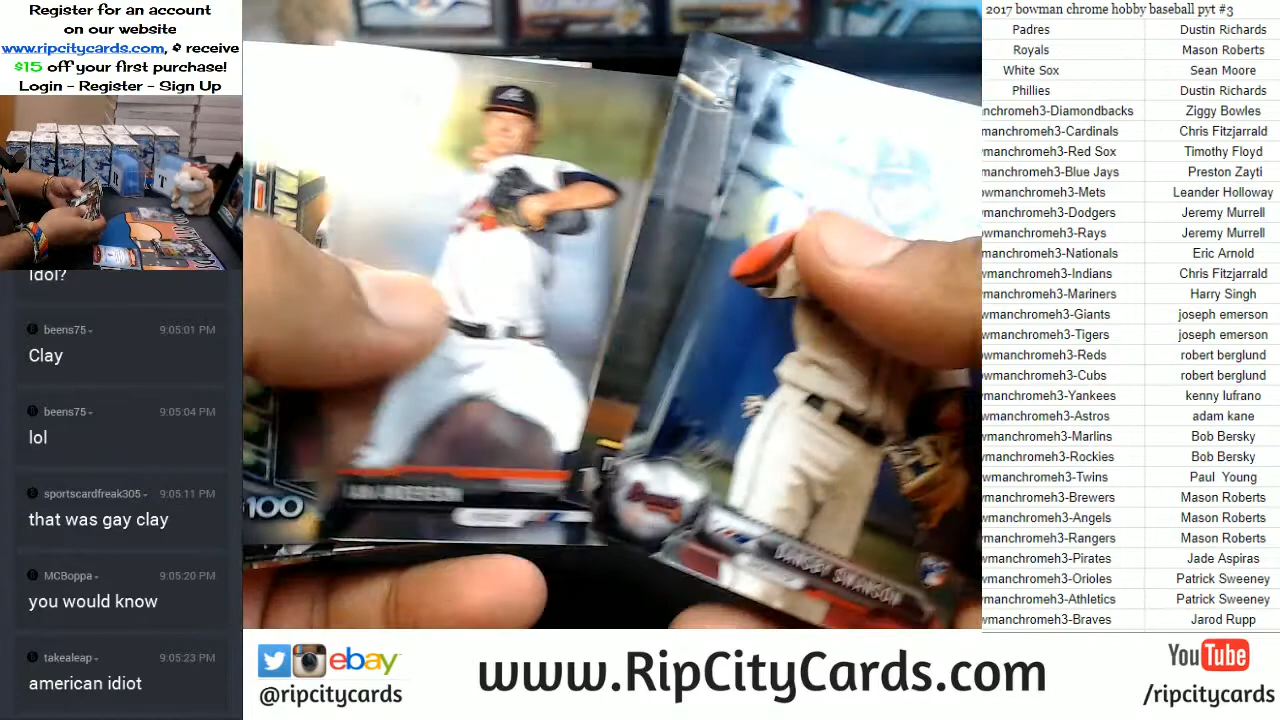 Register for an account
on our website
www.ripcitycards.com, & receive
$15 off your first purchase!
Login - Register - Sign Up
Idol?
beens75
9:05:01 PM
Clay
beens75
9:05:04 PM
lol
sportscardfreak305
9:05:11 PM
that was gay clay
MCBoppa
9:05:20 PM
you would know
takealeap
9:05:23 PM
american idiot
100
DANSBY SWANSON
@ripcitycards
ebay
www.RipCityCards.com
YouTube
/ripcitycards
2017 bowman chrome hobby baseball pyt #3
Padres Dustin Richards
Royals Mason Roberts
White Sox Sean Moore
Phillies Dustin Richards
nchromeh3-Diamondbacks Ziggy Bowles
manchromeh3-Cardinals Chris Fitzjarrald
manchromeh3-Red Sox Timothy Floyd
manchromeh3-Blue Jays Preston Zayti
owmanchromeh3-Mets Leander Holloway
wmanchromeh3-Dodgers Jeremy Murrell
owmanchromeh3-Rays Jeremy Murrell
manchromeh3-Nationals Eric Arnold
wmanchromeh3-Indians Chris Fitzjarrald
manchromeh3-Mariners Harry Singh
wmanchromeh3-Giants joseph emerson
wmanchromeh3-Tigers joseph emerson
owmanchromeh3-Reds robert berglund
owmanchromeh3-Cubs robert berglund
manchromeh3-Yankees kenny lufrano
wmanchromeh3-Astros adam kane
wmanchromeh3-Marlins Bob Bersky
manchromeh3-Rockies Bob Bersky
wmanchromeh3-Twins Paul Young
manchromeh3-Brewers Mason Roberts
wmanchromeh3-Angels Mason Roberts
manchromeh3-Rangers Mason Roberts
wmanchromeh3-Pirates Jade Aspiras
wmanchromeh3-Orioles Patrick Sweeney
manchromeh3-Athletics Patrick Sweeney
wmanchromeh3-Braves Jarod Rupp